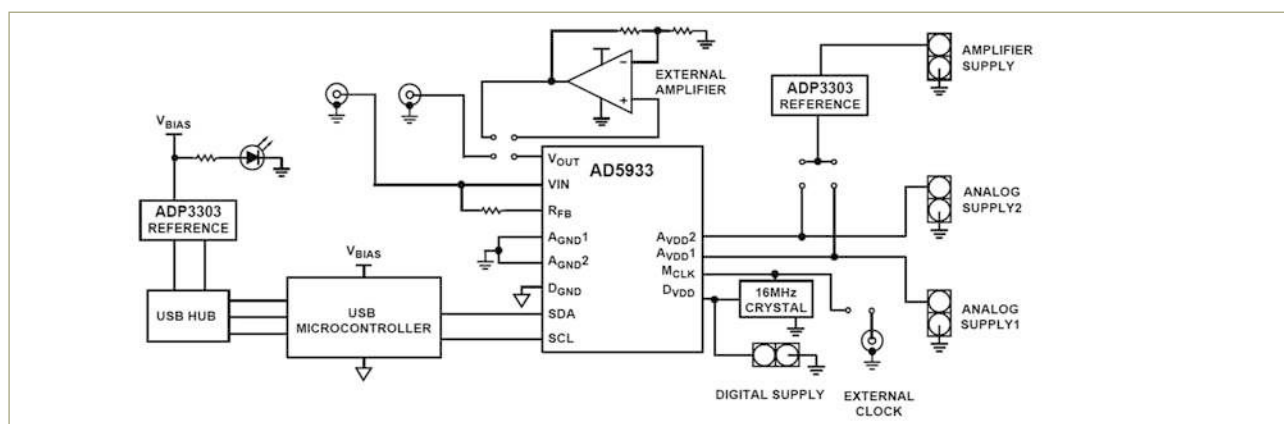 AMPLIFIER
SUPPLY
EXTERNAL
AMPLIFIER
ADP3303
REFERENCE
VBIAS
VOUT
AD5933
VIN
RFB
AGND1
AGND2
DGND
SDA
SCL
AVDD2
AVDD1
MCLK
DVDD
ANALOG
SUPPLY2
ADP3303
REFERENCE
VBIAS
USB HUB
USB
MICROCONTROLLER
16MHz
CRYSTAL
ANALOG
SUPPLY1
DIGITAL SUPPLY
EXTERNAL
CLOCK
−
+